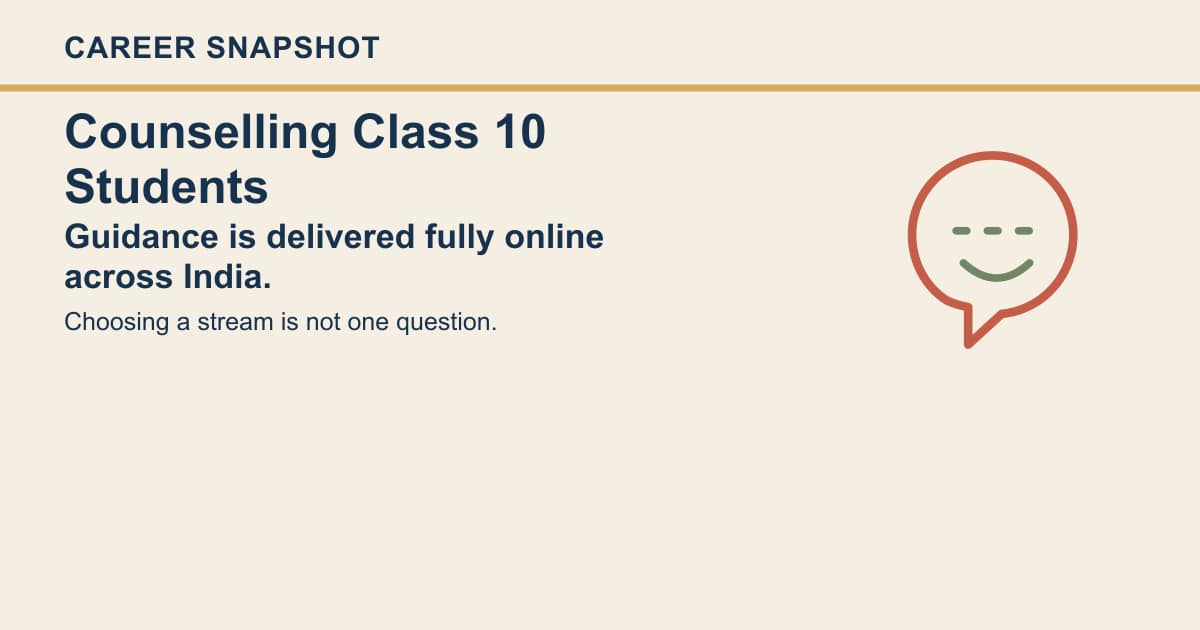 CAREER SNAPSHOT
Counselling Class 10
Students
Guidance is delivered fully online
across India.
Choosing a stream is not one question.